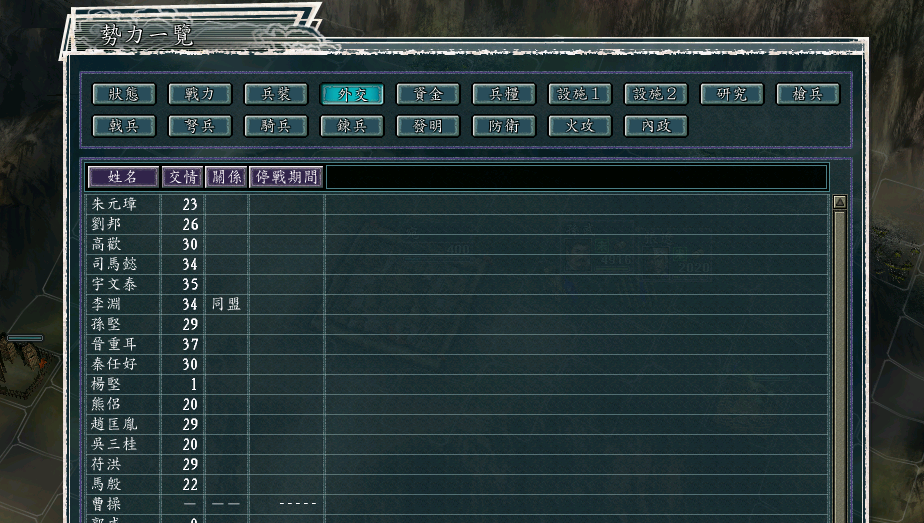 勢力一覽
狀態 戰力 兵裝 外交 資金 兵糧 設施1 設施2 研究 槍兵
戟兵 弩兵 騎兵 鍊兵 發明 防衛 火攻 內政
姓名 交情 關係 停戰期間
朱元璋 23
劉邦 26
高歡 30
司馬懿 34
宇文泰 35
李淵 34 同盟
孫堅 29
晉重耳 37
秦任好 30
楊堅 1
熊侶 20
趙匡胤 29
吳三桂 20
苻洪 29
馬殷 22
曹操 — —— -----